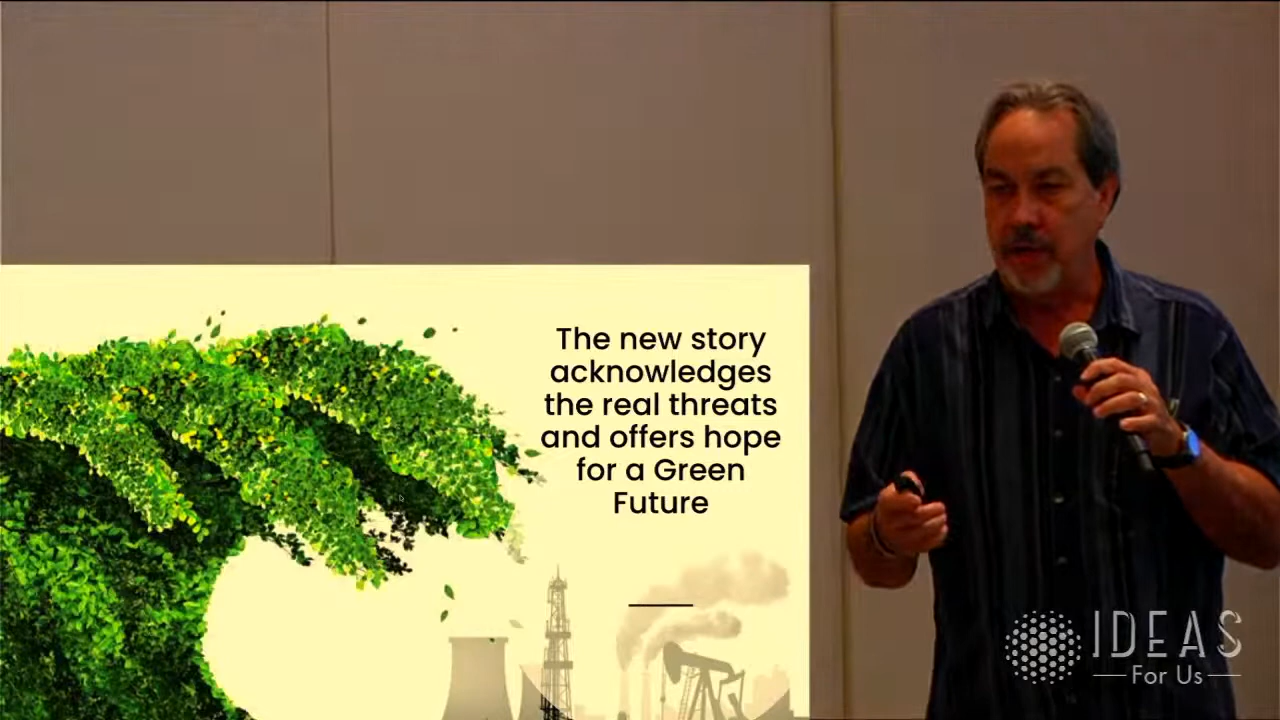 The new story
acknowledges
the real threats
and offers hope
for a Green
Future
IDEAS
For Us